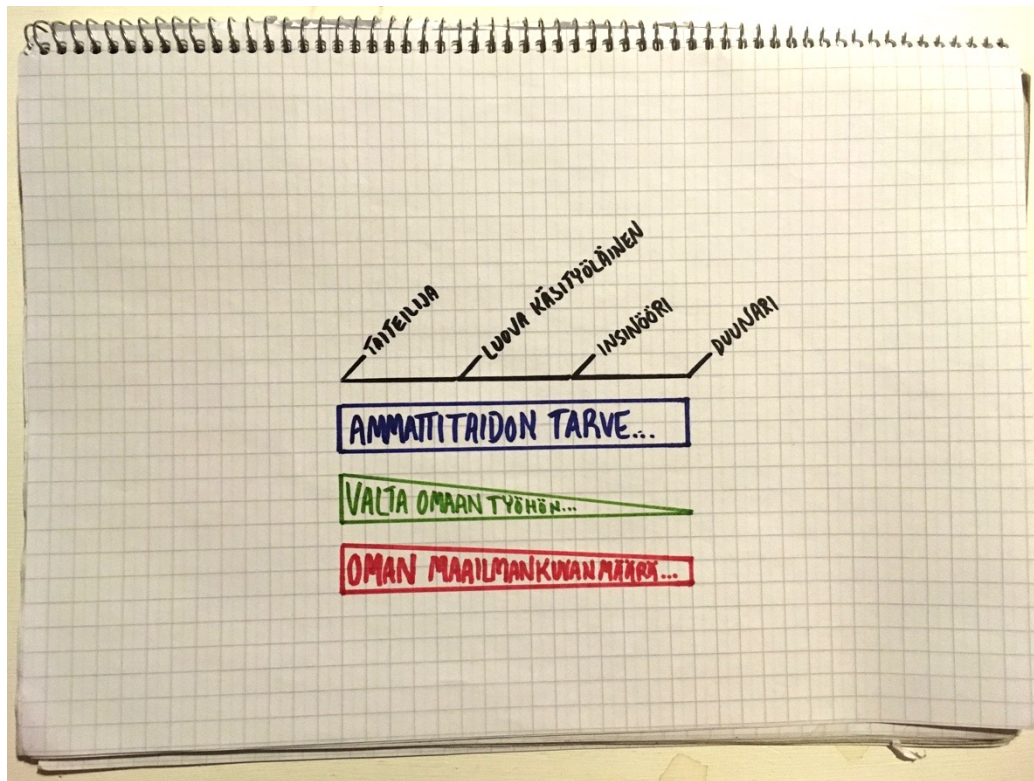 TAITEILIJA
LUOVA KÄSITYÖLÄINEN
INSINÖÖRI
DUUNARI
AMMATTITAIDON TARVE...
VALTA OMAAN TYÖHÖN...
OMAN MAAILMANKUVAN MÄÄRÄ...